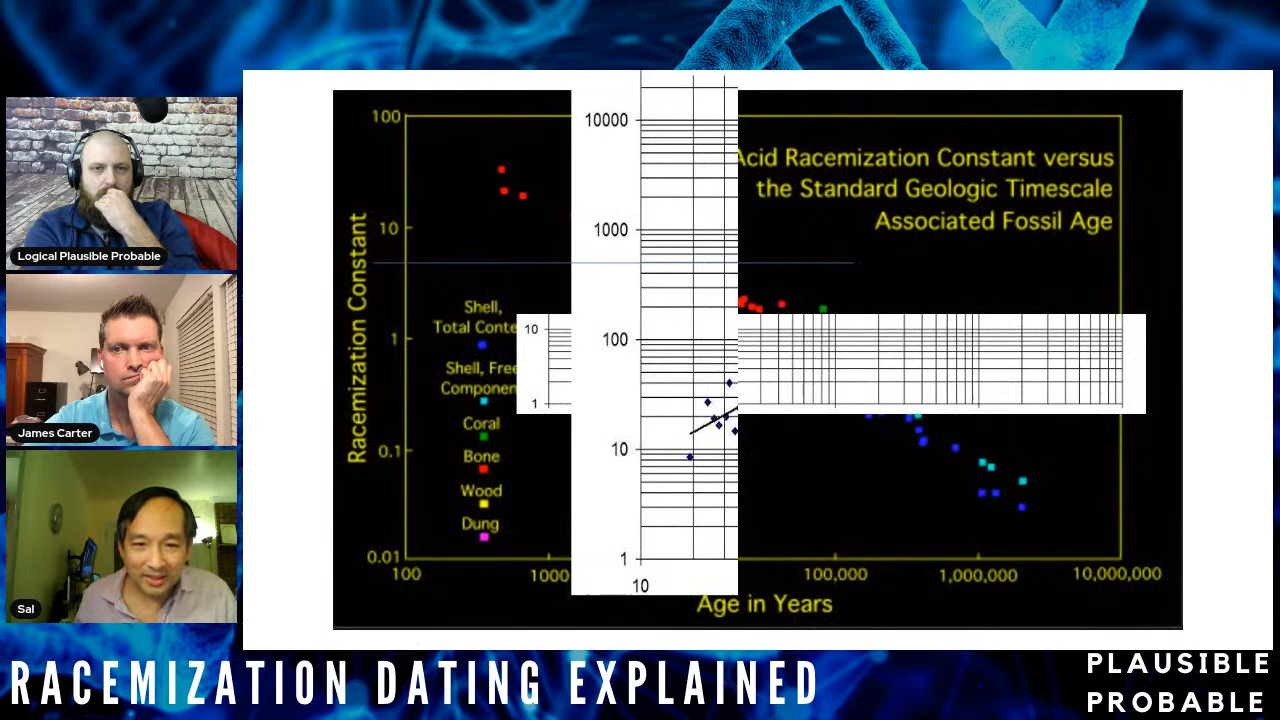 Logical Plausible Probable
James Carter
Sal
100
10
1
0.1
0.01
Racemization Constant
Acid Racemization Constant versus
the Standard Geologic Timescale
Associated Fossil Age
Shell,
Total Conte
Shell, Free
Componen
Coral
Bone
Wood
Dung
10000
1000
100
10
1
10
10
1
100
1000
100,000
1,000,000
10,000,000
Age in Years
RACEMIZATION DATING EXPLAINED
PLAUSIBLE
PROBABLE